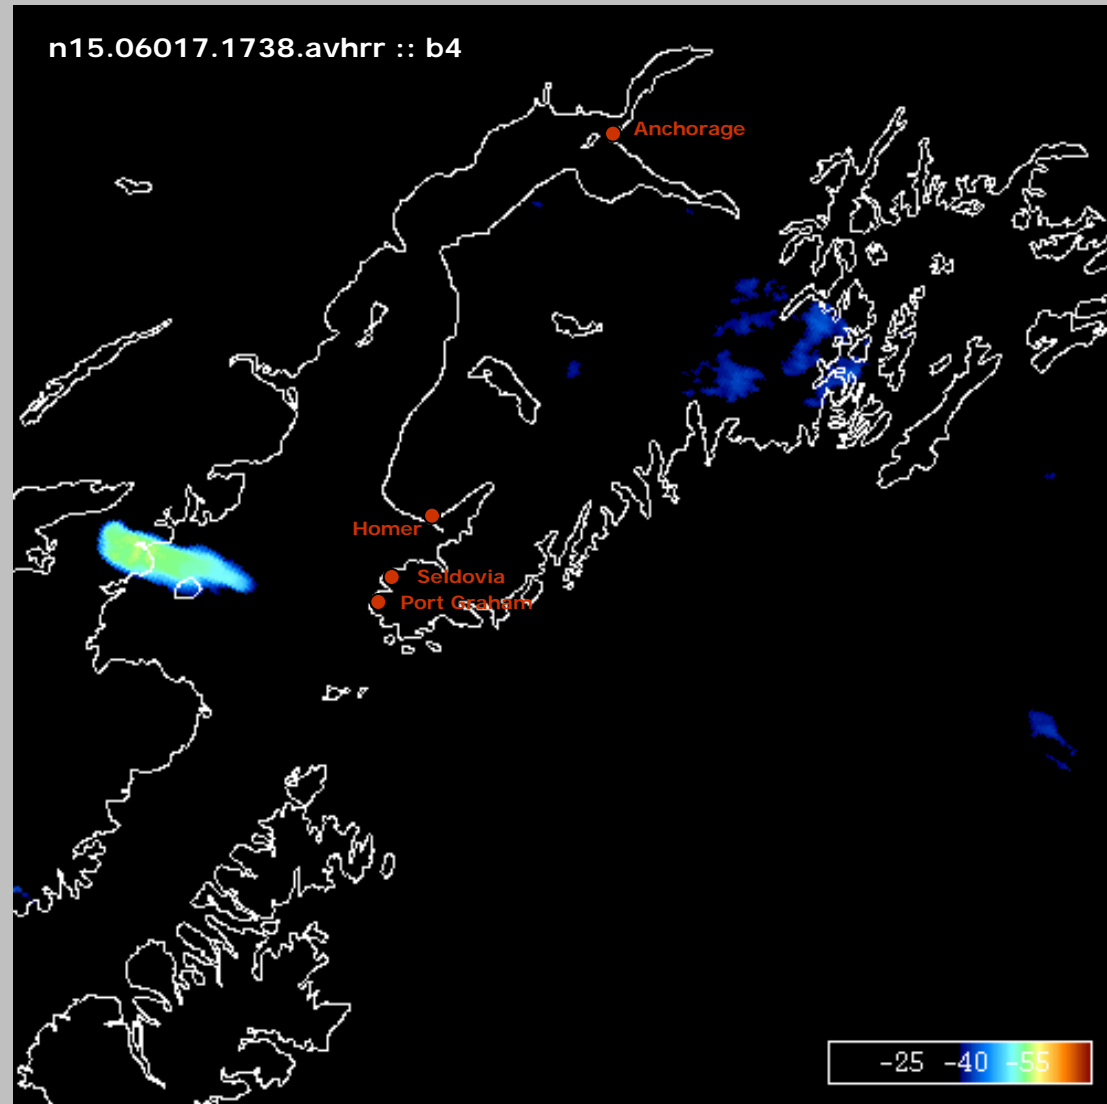 n15.06017.1738.avhrr :: b4
Anchorage
Homer
Seldovia
Port Graham
-25 -40 -55